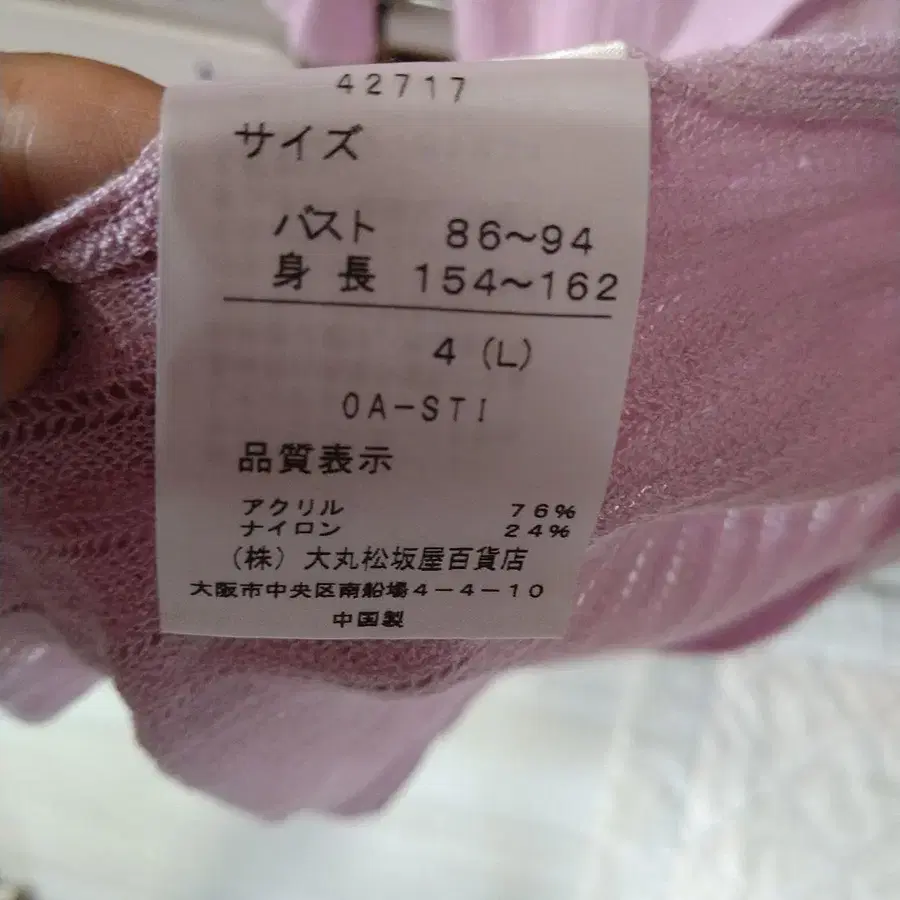 42717
サイズ
バスト 86〜94
身長 154〜162
4 (L)
OA-STI
品質表示
アクリル 76%
ナイロン 24%
(株) 大丸松坂屋百貨店
大阪市中央区南船場4-4-10
中国製